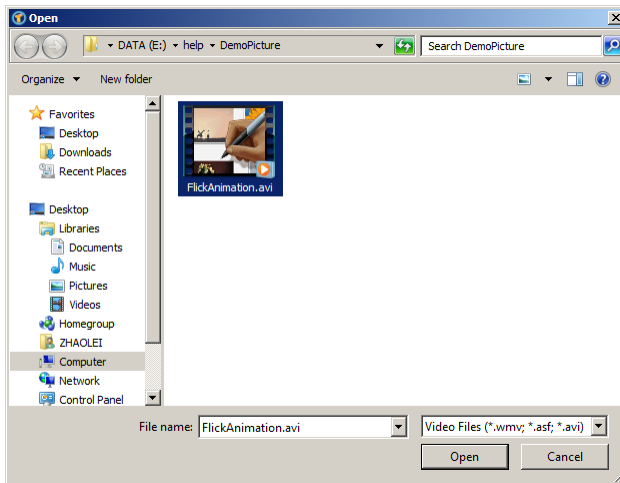 Open
DATA (E:) help DemoPicture
Search DemoPicture
Organize New folder
Favorites
Desktop
Downloads
Recent Places
Desktop
Libraries
Documents
Music
Pictures
Videos
Homegroup
ZHAOLEI
Computer
Network
Control Panel
FlickAnimation.avi
File name: FlickAnimation.avi Video Files (*.wmv; *.asf; *.avi)
Open Cancel